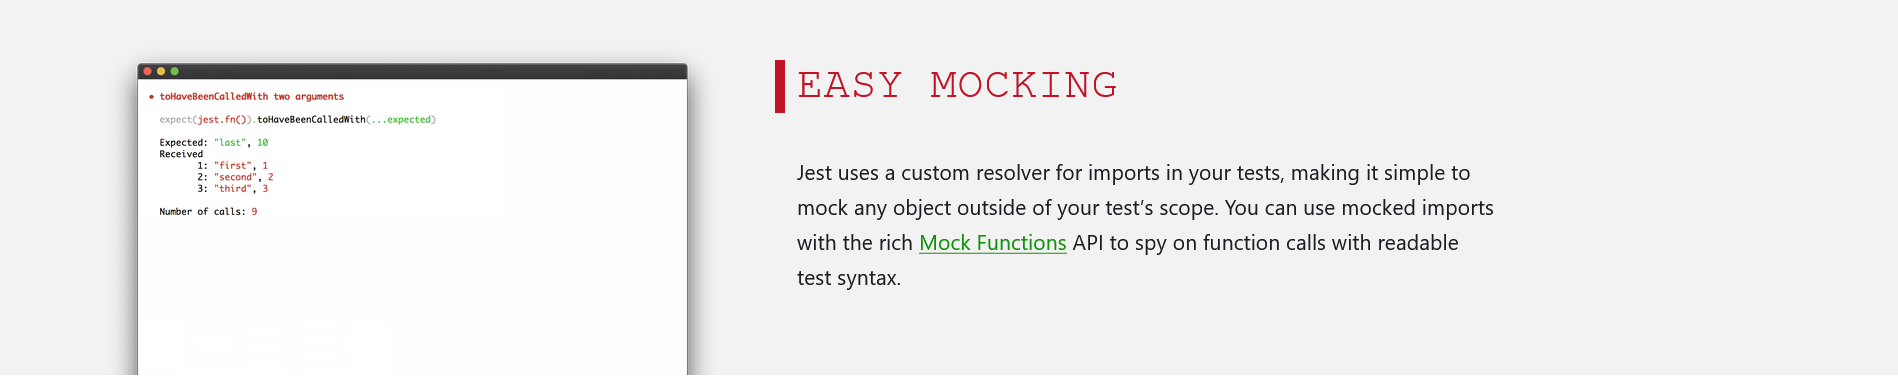 • toHaveBeenCalledWith two arguments
expect(jest.fn()).toHaveBeenCalledWith(...expected)
Expected: "last", 10
Received
1: "first", 1
2: "second", 2
3: "third", 3
Number of calls: 9
EASY MOCKING
Jest uses a custom resolver for imports in your tests, making it simple to
mock any object outside of your test’s scope. You can use mocked imports
with the rich Mock Functions API to spy on function calls with readable
test syntax.